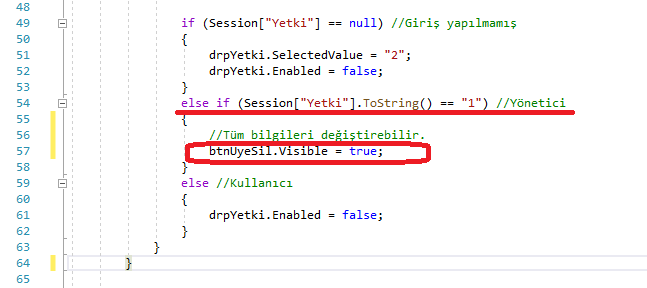 48
49 if (Session["Yetki"] == null) //Giriş yapılmamış
50 {
51 drpYetki.SelectedValue = "2";
52 drpYetki.Enabled = false;
53 }
54 else if (Session["Yetki"].ToString() == "1") //Yönetici
55 {
56 //Tüm bilgileri değiştirebilir.
57 btnUyeSil.Visible = true;
58 }
59 else //Kullanıcı
60 {
61 drpYetki.Enabled = false;
62 }
63 }
64 }
65